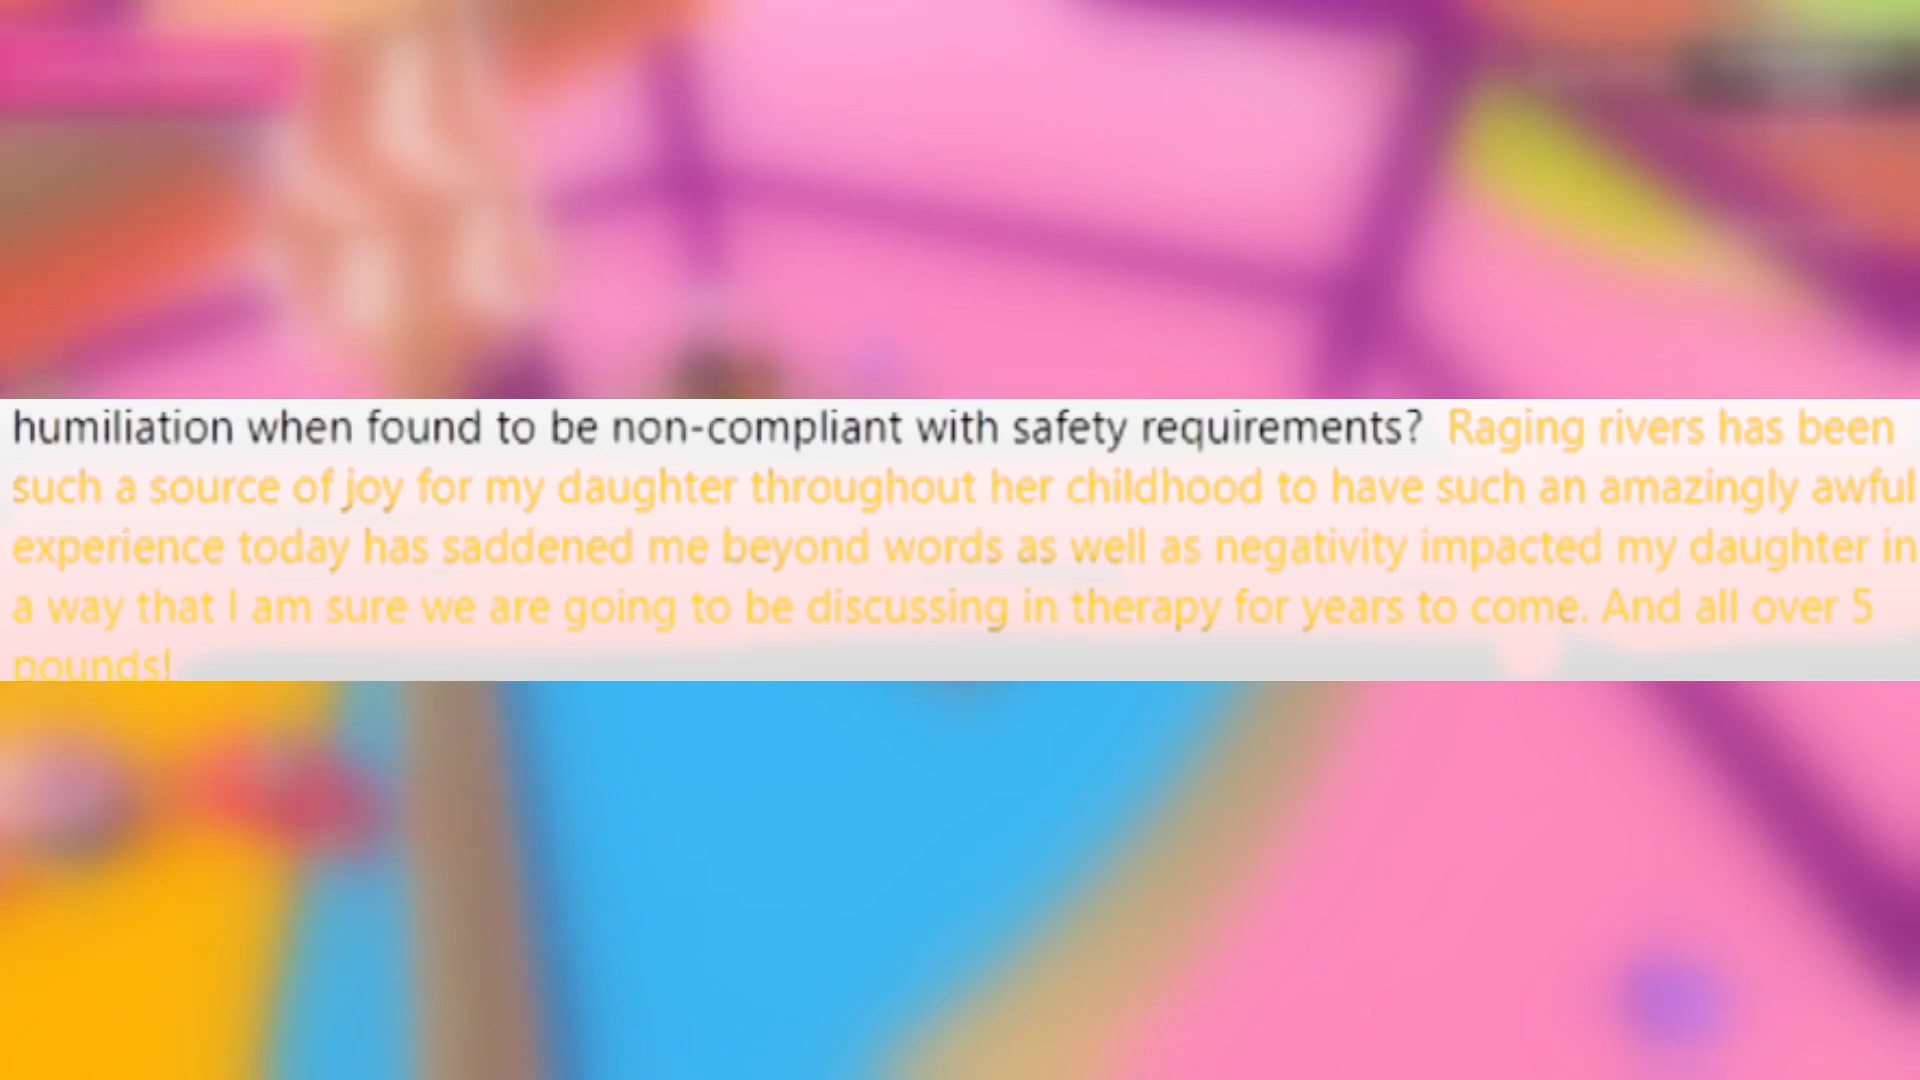 humiliation when found to be non-compliant with safety requirements? Raging rivers has been
such a source of joy for my daughter throughout her childhood to have such an amazingly awful
experience today has saddened me beyond words as well as negativity impacted my daughter in
a way that I am sure we are going to be discussing in therapy for years to come. And all over 5
pounds!